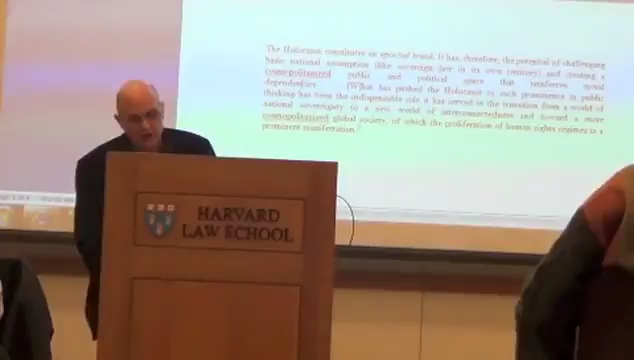 The Holocaust constitutes an epochal break. It has, therefore, the potential of challenging
basic national assumption (like sovereign law in its own territory) and creating a
cosmopolitanized public and political space that reinforces moral
dependencies. [W]hat has pushed the Holocaust to such prominence in public
thinking has been the indispensable role it has served in the transition from a world of
national sovereignty to a new world of interconnectedness and toward a more
cosmopolitanized global society, of which the proliferation of human rights regimes is a
prominent manifestation.
HARVARD
LAW SCHOOL